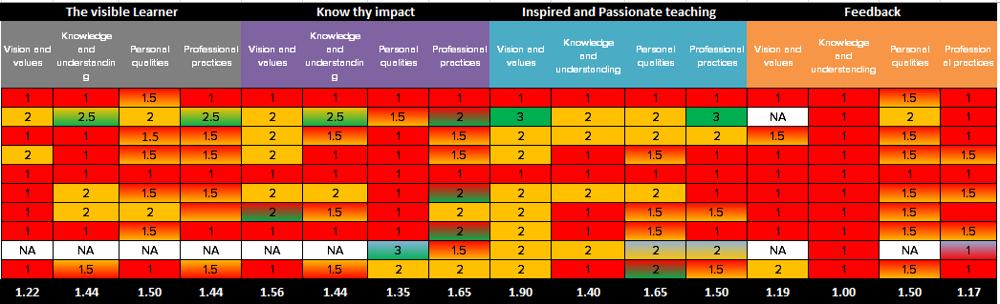 The visible Learner Know thy impact Inspired and Passionate teaching Feedback
Vision and values Knowledge and understandin g Personal qualities Professional practices Vision and values Knowledge and understandin g Personal qualities Professional practices Vision and values Knowledge and understanding Personal qualities Professional practices Vision and values Knowledge and understanding Personal qualities Profession al practices
1 1 1.5 1 1 1 1 1 1 1 1 1 1 1 1.5 1
2 2.5 2 2.5 2 2.5 1.5 2 3 2 2 3 NA 1 2 1
1 1 1.5 1.5 2 1.5 1 1.5 2 2 2 2 1.5 1 1.5 1
2 1 1.5 1.5 2 1 1 1.5 2 1 1.5 1 1 1 1.5 1.5
1 1 1 1 1 1 1 1 1 1 1 1 1 1 1 1
1 2 1.5 1.5 2 2 1 2 2 2 2 1 1 1 1.5 1.5
1 2 2 2 1.5 1 2 2 1 1.5 1.5 1 1 1.5
1 1 1.5 1 1 1 1 2 2 1 1.5 1 1 1 1.5 1.5
NA NA NA NA NA NA 3 1.5 2 2 2 2 NA 1 NA 1
1 1.5 1 1.5 1 1.5 2 2 2 1 2 1.5 2 1 1.5 1
1.22 1.44 1.50 1.44 1.56 1.44 1.35 1.65 1.90 1.40 1.65 1.50 1.19 1.00 1.50 1.17